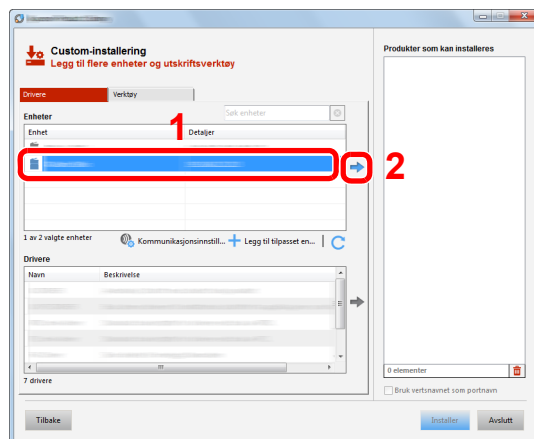 Custom-installering
Legg til flere enheter og utskriftsverktøy
Produkter som kan installeres
Drivere
Verktøy
Enheter
Søk enheter
1
Enhet
Detaljer
2
1 av 2 valgte enheter
Kommunikasjonsinnstill...
Legg til tilpasset en...
Drivere
Navn
Beskrivelse
7 drivere
0 elementer
Bruk vertsnavnet som portnavn
Tilbake
Installer
Avslutt